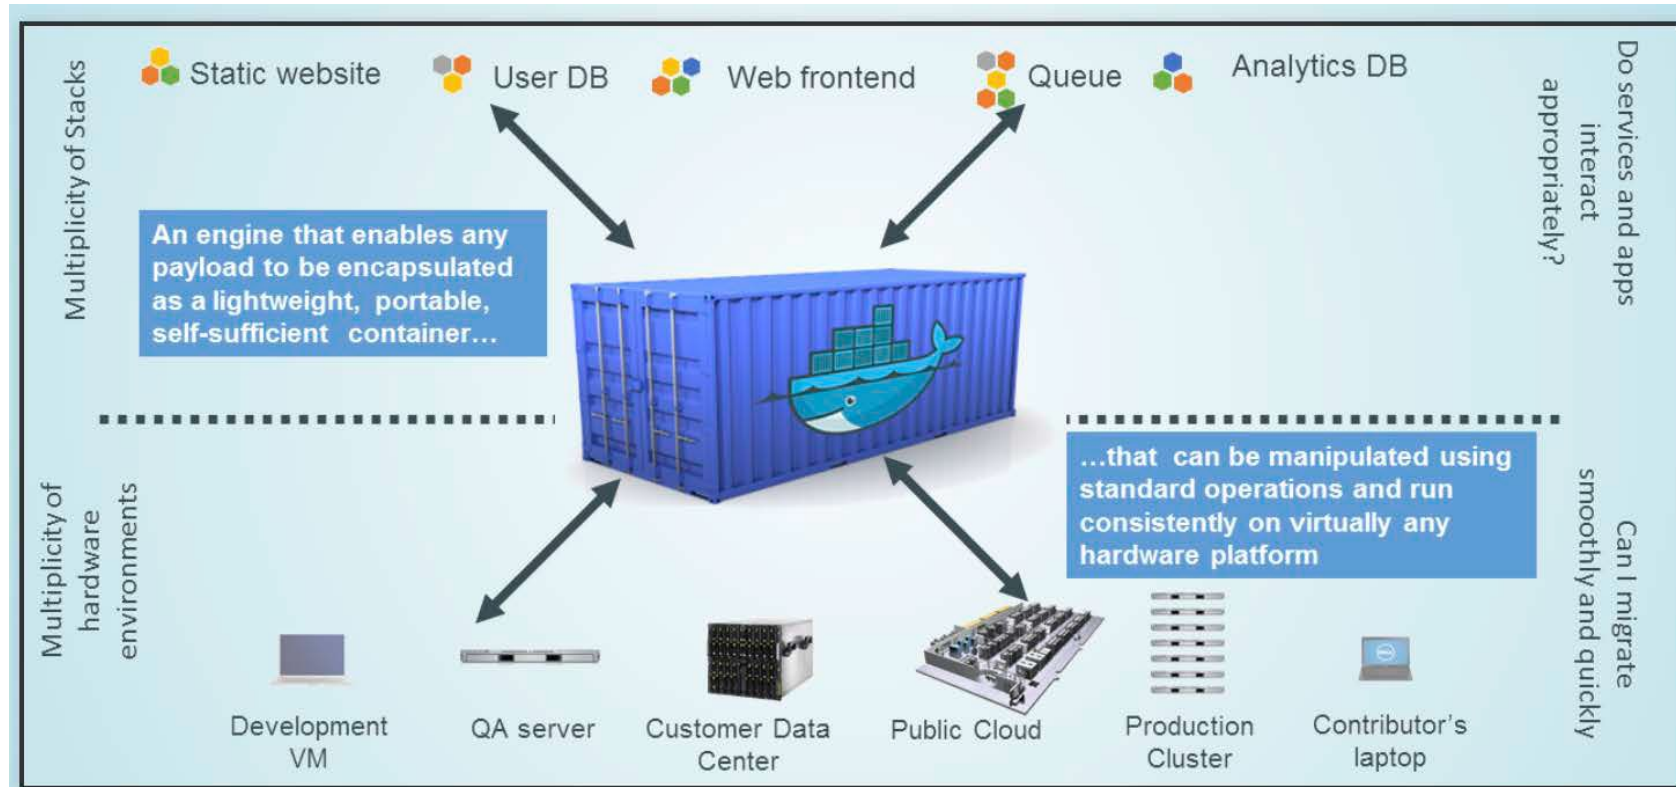 Static website
User DB
Web frontend
Queue
Analytics DB
Multiplicity of Stacks
Do services and apps
interact
appropriately?
An engine that enables any
payload to be encapsulated
as a lightweight, portable,
self-sufficient container...
...that can be manipulated using
standard operations and run
consistently on virtually any
hardware platform
Multiplicity of
hardware
environments
Can I migrate
smoothly and quickly
DELL
Development
VM
QA server
Customer Data
Center
Public Cloud
Production
Cluster
Contributor's
laptop